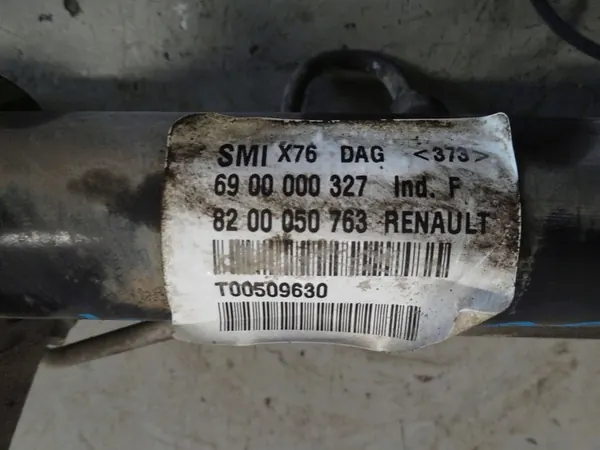 SMI X76 DAG <373>
69 00 000 327 Ind. F
82 00 050 763 RENAULT
T00509630